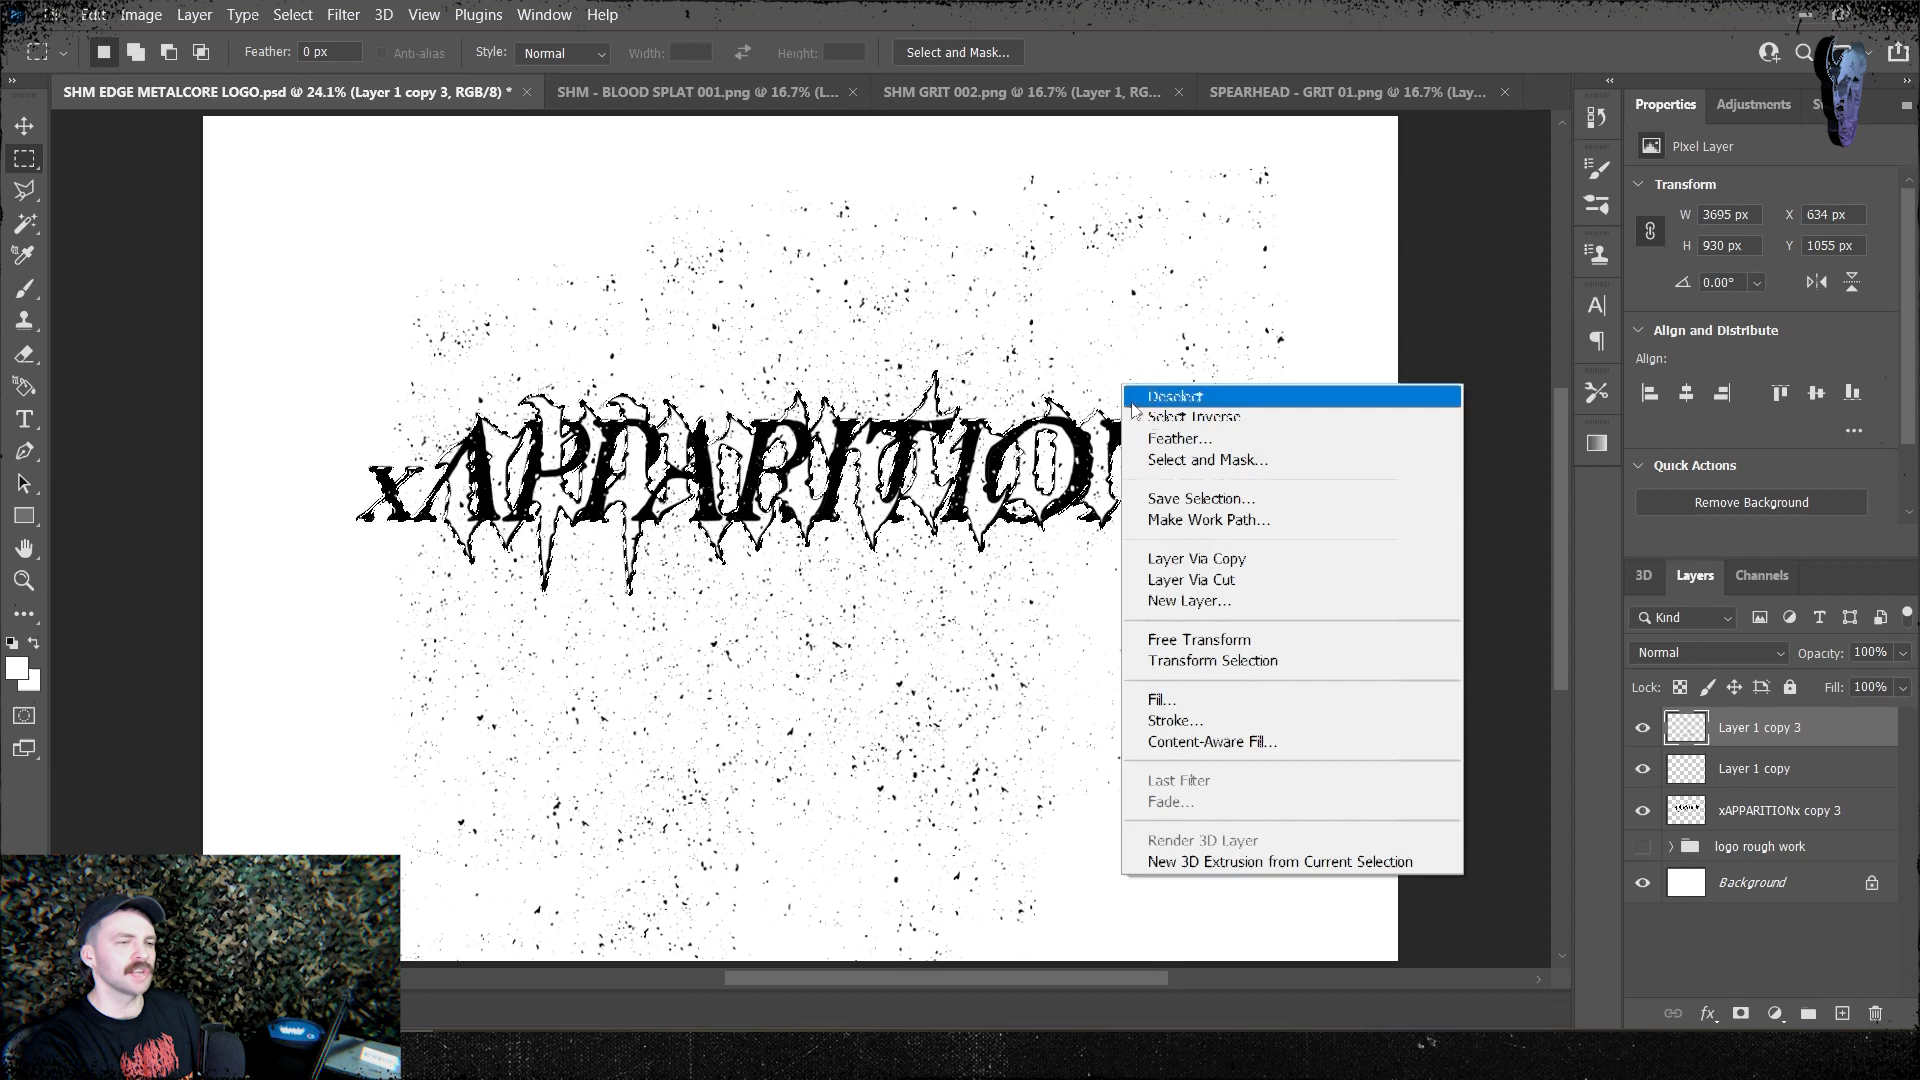 File Edit Image Layer Type Select Filter 3D View Plugins Window Help
Feather: 0 px Anti-alias Style: Normal Width: Height: Select and Mask...
SHM EDGE METALCORE LOGO.psd @ 24.1% (Layer 1 copy 3, RGB/8) *
SHM - BLOOD SPLAT 001.png @ 16.7% (L...
SHM GRIT 002.png @ 16.7% (Layer 1, RG...
SPEARHEAD - GRIT 01.png @ 16.7% (Lay...
xAPPARITION
Deselect
Select Inverse
Feather...
Select and Mask...
Save Selection...
Make Work Path...
Layer Via Copy
Layer Via Cut
New Layer...
Free Transform
Transform Selection
Fill...
Stroke...
Content-Aware Fill...
Last Filter
Fade...
Render 3D Layer
New 3D Extrusion from Current Selection
Properties Adjustments
Pixel Layer
Transform
W 3695 px X 634 px
H 930 px Y 1055 px
0.00°
Align and Distribute
Align:
Quick Actions
Remove Background
3D Layers Channels
Kind
Normal Opacity: 100%
Lock: Fill: 100%
Layer 1 copy 3
Layer 1 copy
xAPPARITIONx copy 3
logo rough work
Background